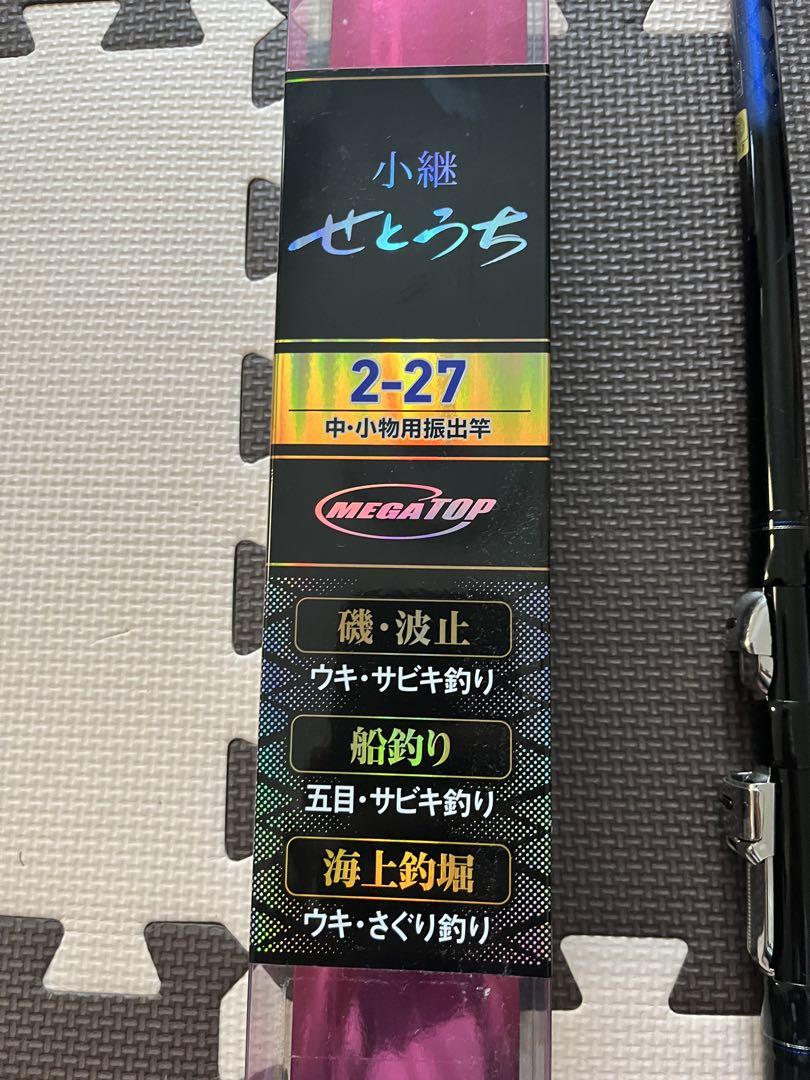 小継
せとうち
2-27
中・小物用振出竿
MEGATOP
磯・波止
ウキ・サビキ釣り
船釣り
五目・サビキ釣り
海上釣堀
ウキ・さぐり釣り